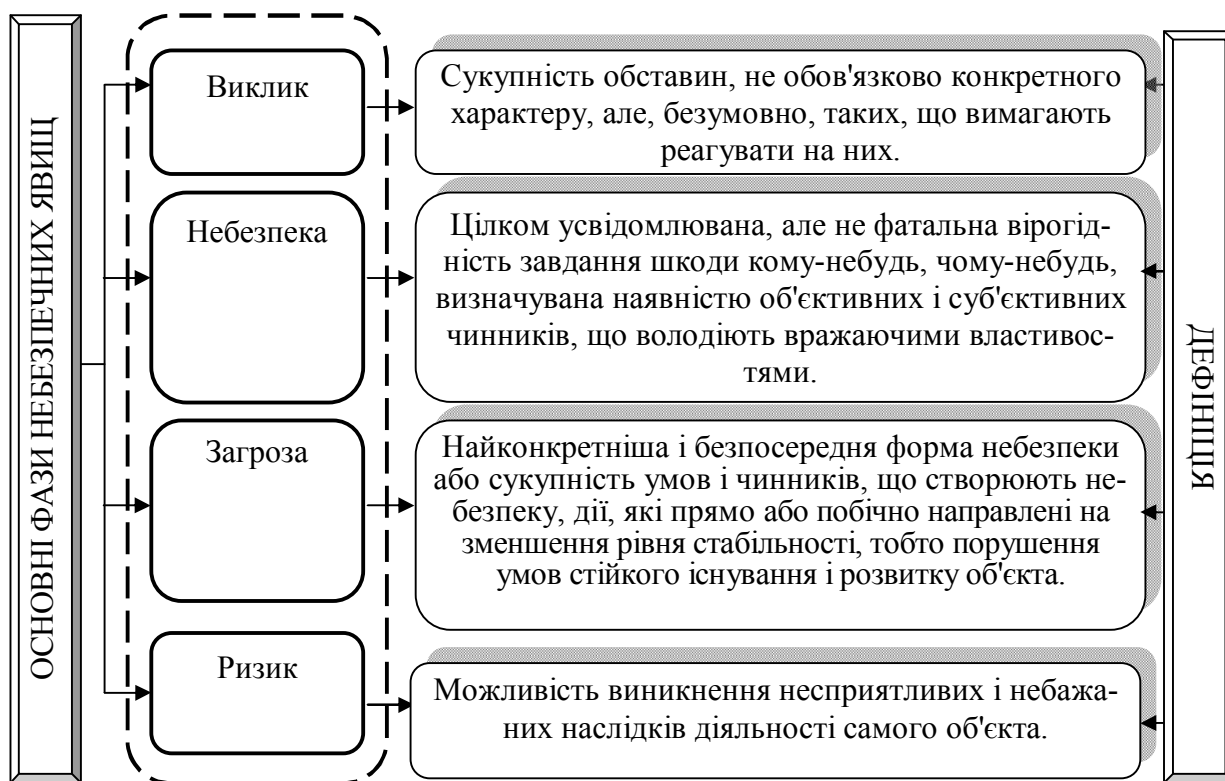 ОСНОВНІ ФАЗИ НЕБЕЗПЕЧНИХ ЯВИЩ
Виклик
Сукупність обставин, не обов'язково конкретного
характеру, але, безумовно, таких, що вимагають
реагувати на них.
Небезпека
Цілком усвідомлювана, але не фатальна вірогід-
ність завдання шкоди кому-небудь, чому-небудь,
визначувана наявністю об'єктивних і суб'єктивних
чинників, що володіють вражаючими властивос-
тями.
Загроза
Найконкретніша і безпосередня форма небезпеки
або сукупність умов і чинників, що створюють не-
безпеку, дії, які прямо або побічно направлені на
зменшення рівня стабільності, тобто порушення
умов стійкого існування і розвитку об'єкта.
Ризик
Можливість виникнення несприятливих і небажа-
них наслідків діяльності самого об'єкта.
ДЕФІНІЦІЯ